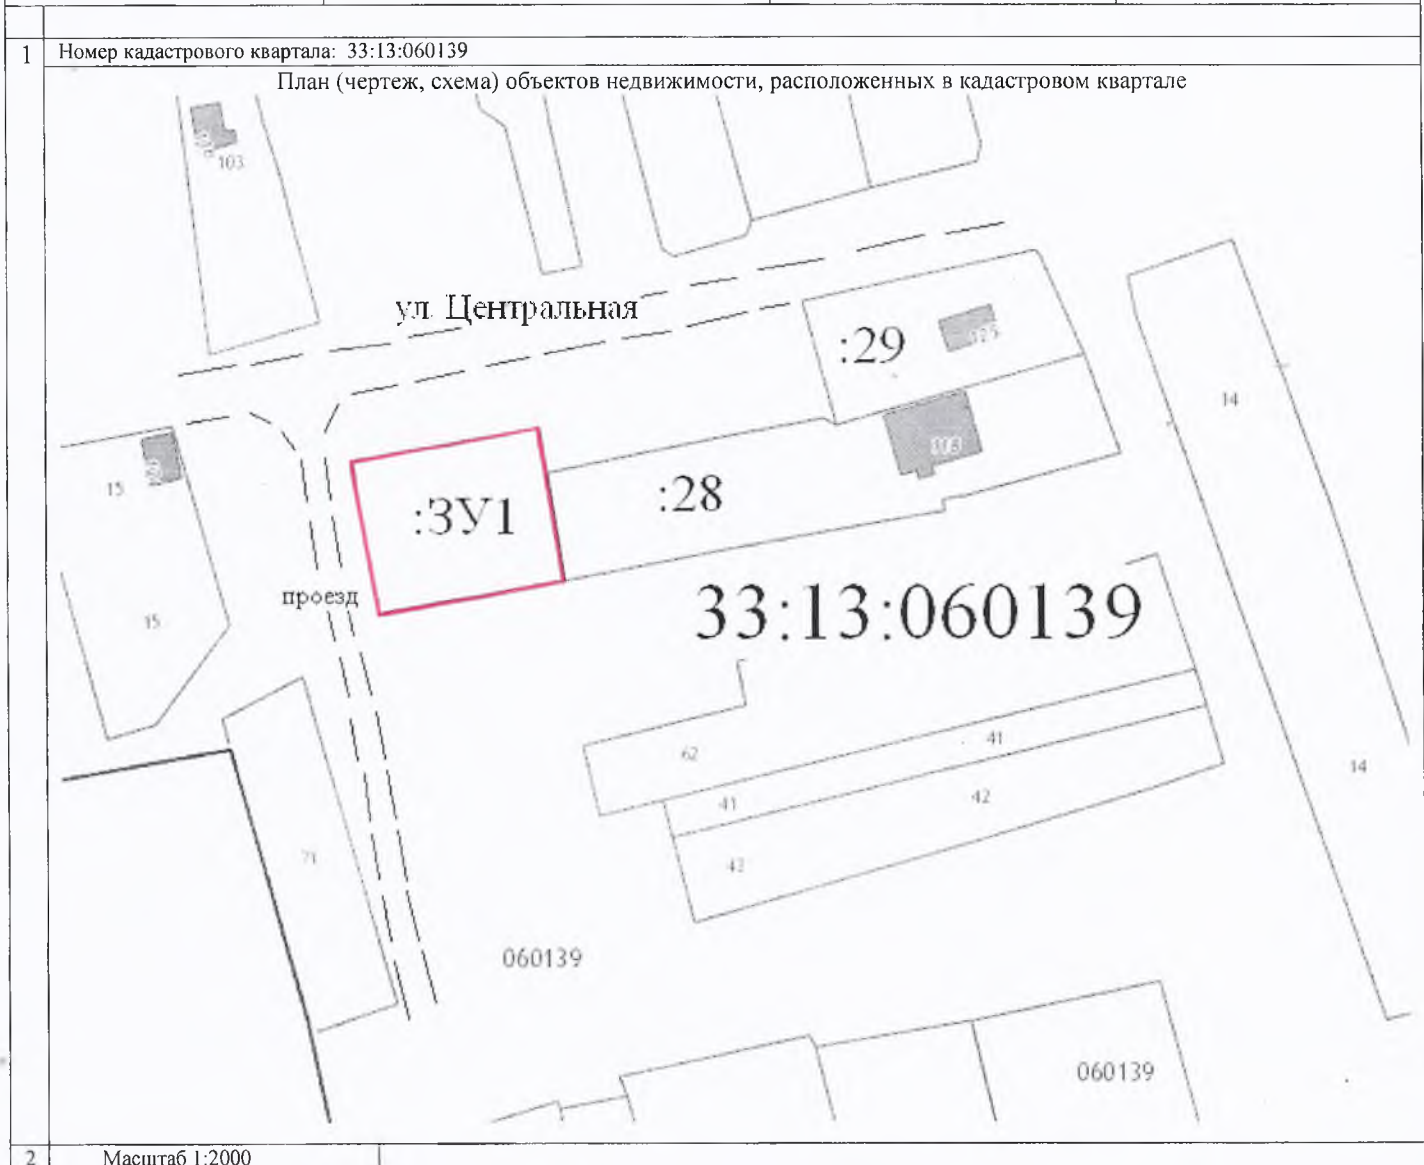 1
Номер кадастрового квартала: 33:13:060139
План (чертеж, схема) объектов недвижимости, расположенных в кадастровом квартале
103
ул. Центральная
:29
14
15
:28
:ЗУ1
проезд
33:13:060139
15
62
41
14
41
42
060139
060139
2
Масштаб 1:2000